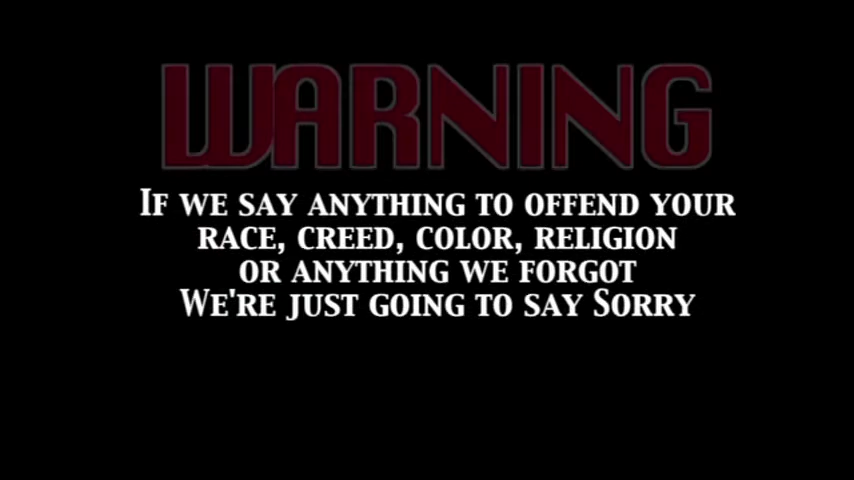 WARNING
IF WE SAY ANYTHING TO OFFEND YOUR
RACE, CREED, COLOR, RELIGION
OR ANYTHING WE FORGOT
WE'RE JUST GOING TO SAY SORRY